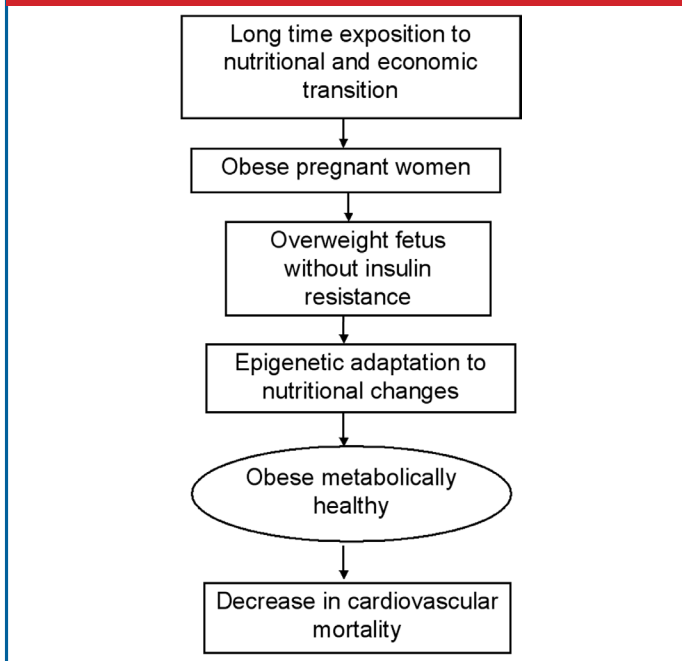 Long time exposition to
nutritional and economic
transition
Obese pregnant women
Overweight fetus
without insulin
resistance
Epigenetic adaptation to
nutritional changes
Obese metabolically
healthy
Decrease in cardiovascular
mortality